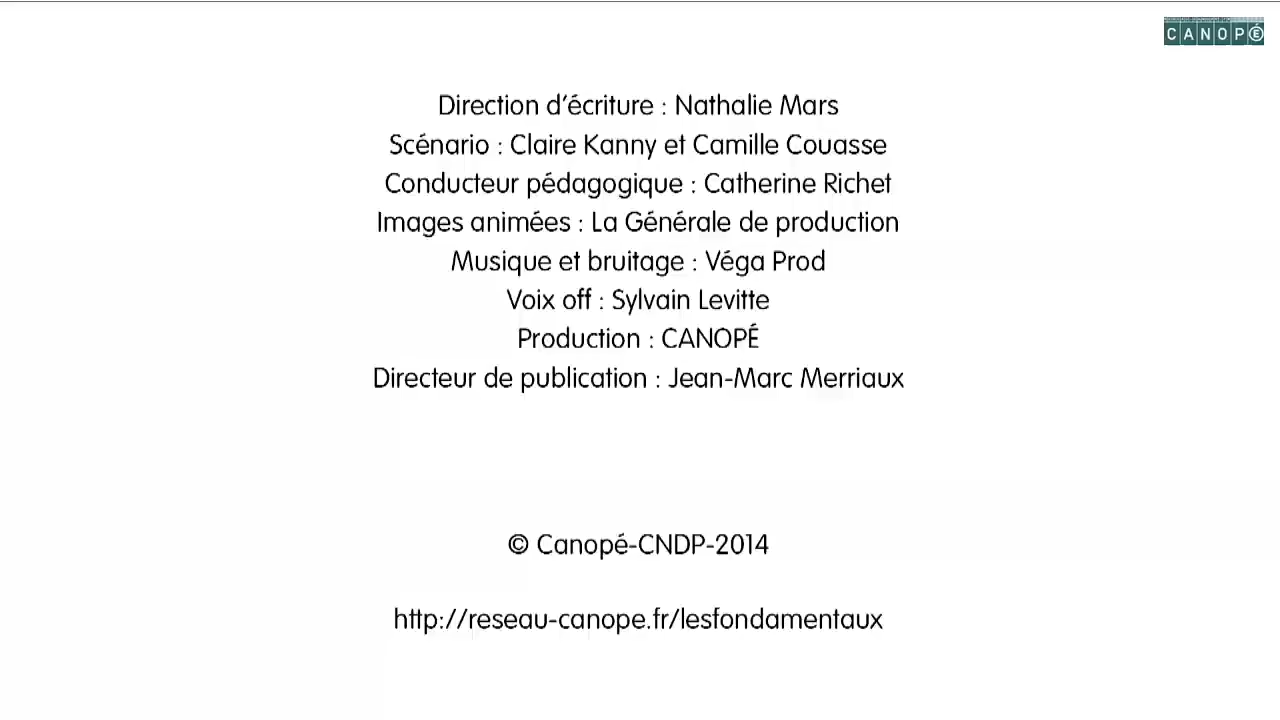 CANOPÉ
Direction d’écriture : Nathalie Mars
Scénario : Claire Kanny et Camille Couasse
Conducteur pédagogique : Catherine Richet
Images animées : La Générale de production
Musique et bruitage : Véga Prod
Voix off : Sylvain Levitte
Production : CANOPÉ
Directeur de publication : Jean-Marc Merriaux
© Canopé-CNDP-2014
http://reseau-canope.fr/lesfondamentaux